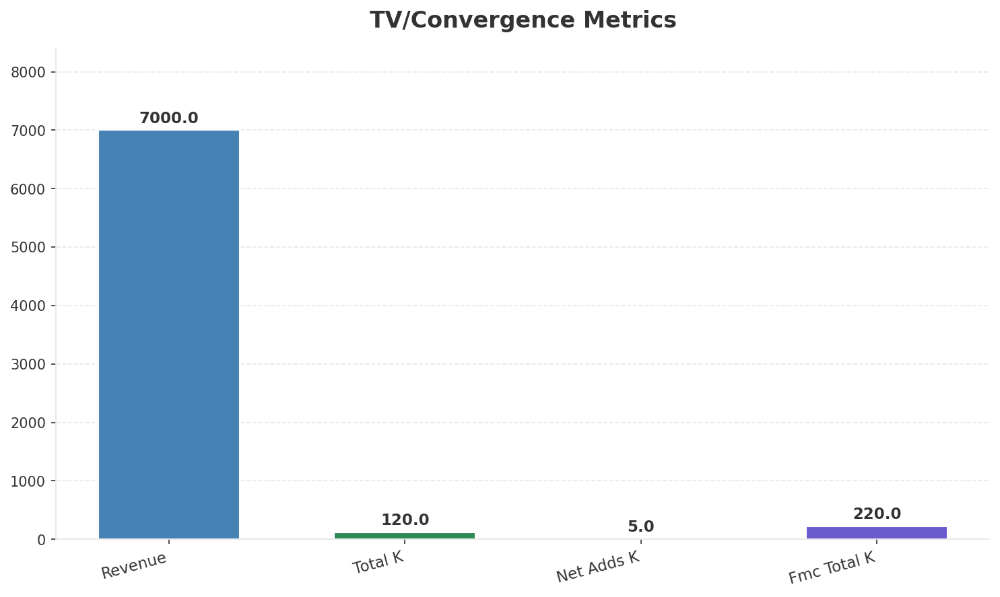 TV/Convergence Metrics
8000
7000
6000
5000
4000
3000
2000
1000
0
7000.0
120.0
5.0
220.0
Revenue
Total K
Net Adds K
Fmc Total K